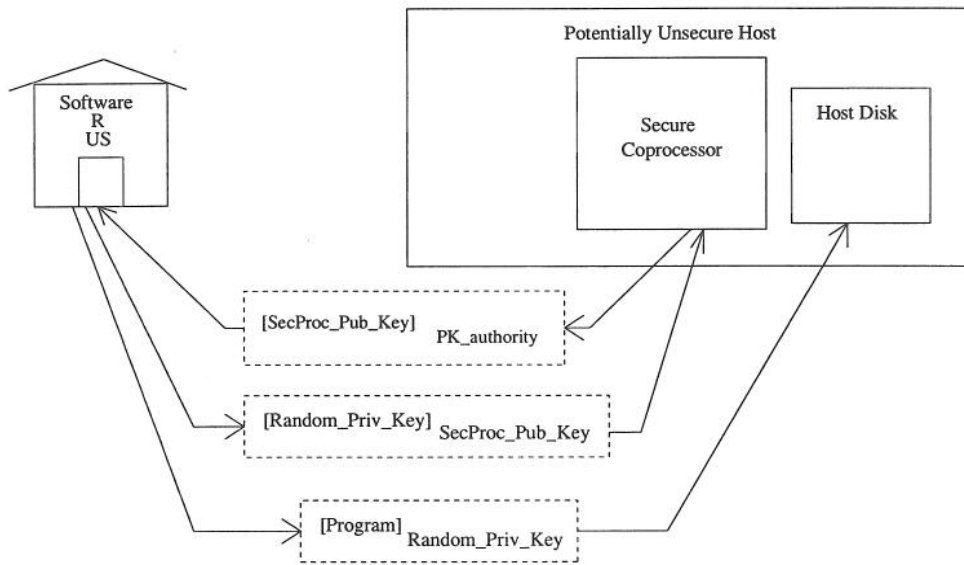 Potentially Unsecure Host
Software
R
US
Secure
Coprocessor
Host Disk
[SecProc_Pub_Key]
PK_authority
[Random_Priv_Key]
SecProc_Pub_Key
[Program]
Random_Priv_Key